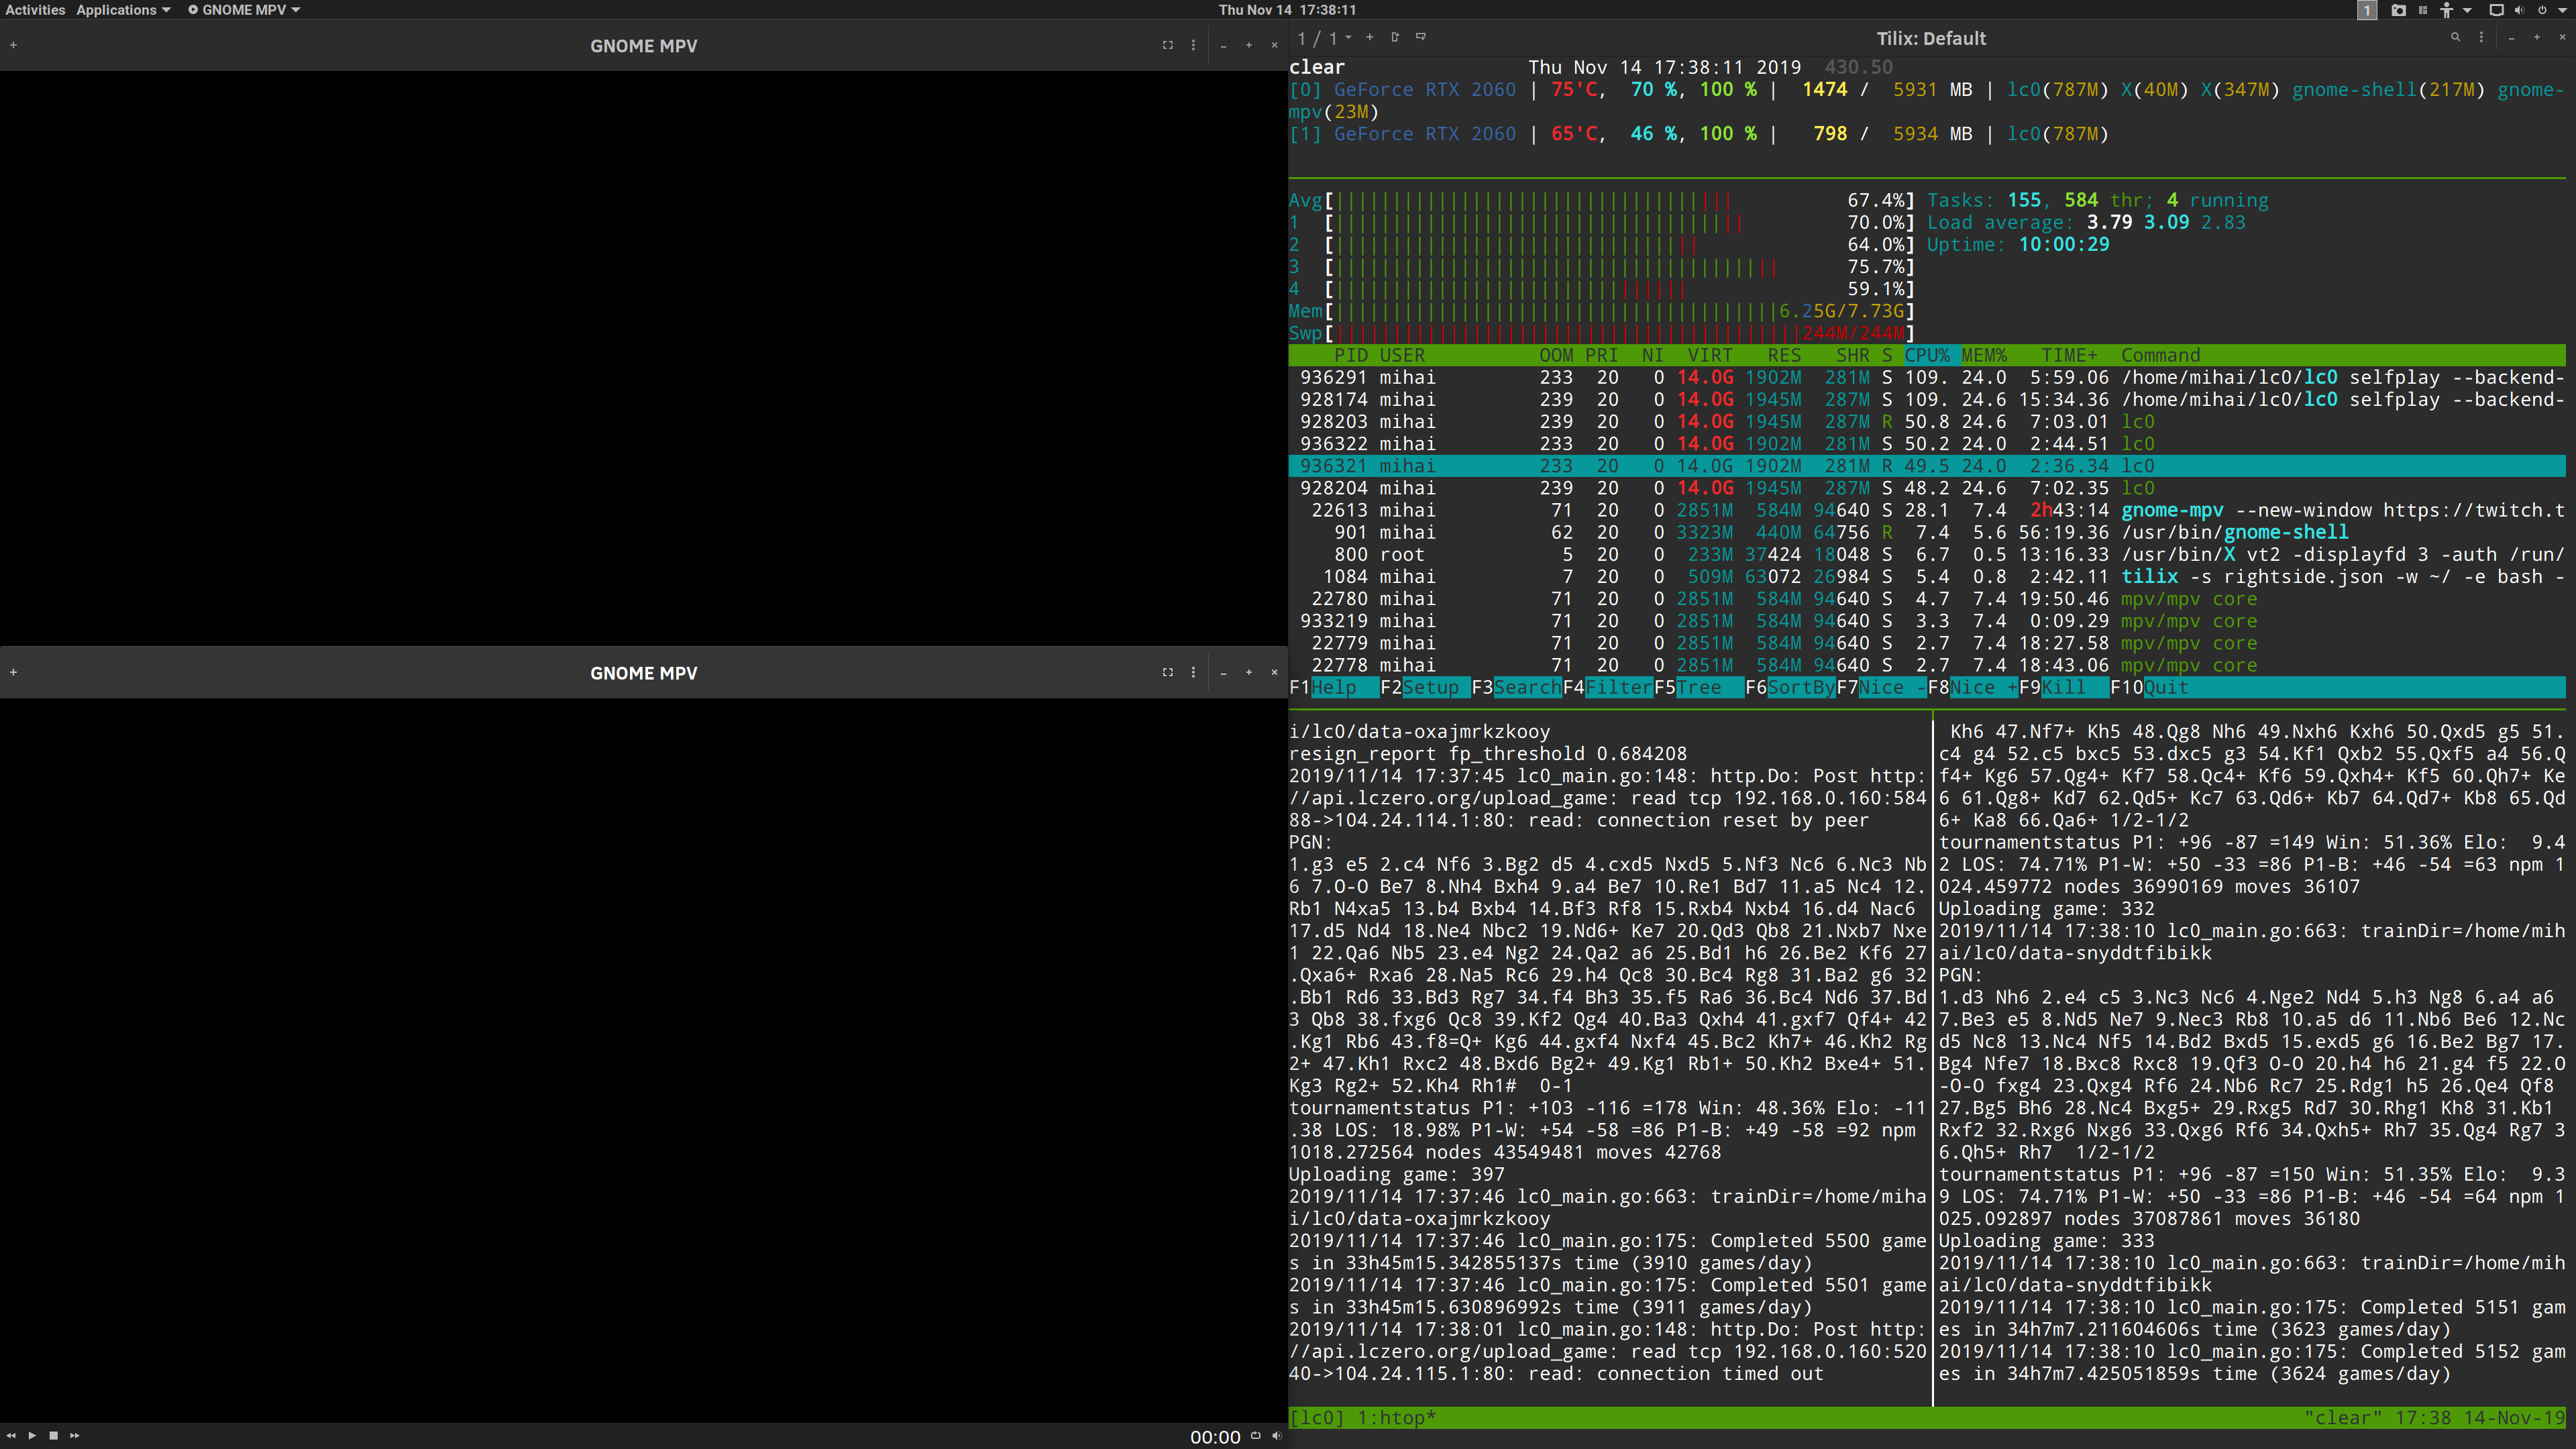 Activities Applications GNOME MPV Thu Nov 14 17:38:11 1
GNOME MPV
GNOME MPV
00:00
1 / 1 Tilix: Default
clear Thu Nov 14 17:38:11 2019 430.50
[0] GeForce RTX 2060 | 75'C, 70 %, 100 % | 1474 / 5931 MB | lc0(787M) X(40M) X(347M) gnome-shell(217M) gnome-
mpv(23M)
[1] GeForce RTX 2060 | 65'C, 46 %, 100 % | 798 / 5934 MB | lc0(787M)
Avg[ 67.4%] Tasks: 155, 584 thr; 4 running
1 [ 70.0%] Load average: 3.79 3.09 2.83
2 [ 64.0%] Uptime: 10:00:29
3 [ 75.7%]
4 [ 59.1%]
Mem[ 6.25G/7.73G]
Swp[ 244M/244M]
PID USER OOM PRI NI VIRT RES SHR S CPU% MEM% TIME+ Command
936291 mihai 233 20 0 14.0G 1902M 281M S 109. 24.0 5:59.06 /home/mihai/lc0/lc0 selfplay --backend-
928174 mihai 239 20 0 14.0G 1945M 287M S 109. 24.6 15:34.36 /home/mihai/lc0/lc0 selfplay --backend-
928203 mihai 239 20 0 14.0G 1945M 287M R 50.8 24.6 7:03.01 lc0
936322 mihai 233 20 0 14.0G 1902M 281M S 50.2 24.0 2:44.51 lc0
936321 mihai 233 20 0 14.0G 1902M 281M R 49.5 24.0 2:36.34 lc0
928204 mihai 239 20 0 14.0G 1945M 287M S 48.2 24.6 7:02.35 lc0
22613 mihai 71 20 0 2851M 584M 94640 S 28.1 7.4 2h43:14 gnome-mpv --new-window https://twitch.t
901 mihai 62 20 0 3323M 440M 64756 R 7.4 5.6 56:19.36 /usr/bin/gnome-shell
800 root 5 20 0 233M 37424 18048 S 6.7 0.5 13:16.33 /usr/bin/X vt2 -displayfd 3 -auth /run/
1084 mihai 7 20 0 509M 63072 26984 S 5.4 0.8 2:42.11 tilix -s rightside.json -w ~/ -e bash -
22780 mihai 71 20 0 2851M 584M 94640 S 4.7 7.4 19:50.46 mpv/mpv core
933219 mihai 71 20 0 2851M 584M 94640 S 3.3 7.4 0:09.29 mpv/mpv core
22779 mihai 71 20 0 2851M 584M 94640 S 2.7 7.4 18:27.58 mpv/mpv core
22778 mihai 71 20 0 2851M 584M 94640 S 2.7 7.4 18:43.06 mpv/mpv core
F1Help F2Setup F3SearchF4FilterF5Tree F6SortByF7Nice -F8Nice +F9Kill F10Quit
i/lc0/data-oxajmrkzkooy
resign_report fp_threshold 0.684208
2019/11/14 17:37:45 lc0_main.go:148: http.Do: Post http:
//api.lczero.org/upload_game: read tcp 192.168.0.160:584
88->104.24.114.1:80: read: connection reset by peer
PGN:
1.g3 e5 2.c4 Nf6 3.Bg2 d5 4.cxd5 Nxd5 5.Nf3 Nc6 6.Nc3 Nb
6 7.O-O Be7 8.Nh4 Bxh4 9.a4 Be7 10.Re1 Bd7 11.a5 Nc4 12.
Rb1 N4xa5 13.b4 Bxb4 14.Bf3 Rf8 15.Rxb4 Nxb4 16.d4 Nac6
17.d5 Nd4 18.Ne4 Nbc2 19.Nd6+ Ke7 20.Qd3 Qb8 21.Nxb7 Nxe
1 22.Qa6 Nb5 23.e4 Ng2 24.Qa2 a6 25.Bd1 h6 26.Be2 Kf6 27
.Qxa6+ Rxa6 28.Na5 Rc6 29.h4 Qc8 30.Bc4 Rg8 31.Ba2 g6 32
.Bb1 Rd6 33.Bd3 Rg7 34.f4 Bh3 35.f5 Ra6 36.Bc4 Nd6 37.Bd
3 Qb8 38.fxg6 Qc8 39.Kf2 Qg4 40.Ba3 Qxh4 41.gxf7 Qf4+ 42
.Kg1 Rb6 43.f8=Q+ Kg6 44.gxf4 Nxf4 45.Bc2 Kh7+ 46.Kh2 Rg
2+ 47.Kh1 Rxc2 48.Bxd6 Bg2+ 49.Kg1 Rb1+ 50.Kh2 Bxe4+ 51.
Kg3 Rg2+ 52.Kh4 Rh1# 0-1
tournamentstatus P1: +103 -116 =178 Win: 48.36% Elo: -11
.38 LOS: 18.98% P1-W: +54 -58 =86 P1-B: +49 -58 =92 npm
1018.272564 nodes 43549481 moves 42768
Uploading game: 397
2019/11/14 17:37:46 lc0_main.go:663: trainDir=/home/miha
i/lc0/data-oxajmrkzkooy
2019/11/14 17:37:46 lc0_main.go:175: Completed 5500 game
s in 33h45m15.342855137s time (3910 games/day)
2019/11/14 17:37:46 lc0_main.go:175: Completed 5501 game
s in 33h45m15.630896992s time (3911 games/day)
2019/11/14 17:38:01 lc0_main.go:148: http.Do: Post http:
//api.lczero.org/upload_game: read tcp 192.168.0.160:520
40->104.24.115.1:80: read: connection timed out
Kh6 47.Nf7+ Kh5 48.Qg8 Nh6 49.Nxh6 Kxh6 50.Qxd5 g5 51.
c4 g4 52.c5 bxc5 53.dxc5 g3 54.Kf1 Qxb2 55.Qxf5 a4 56.Q
f4+ Kg6 57.Qg4+ Kf7 58.Qc4+ Kf6 59.Qxh4+ Kf5 60.Qh7+ Ke
6 61.Qg8+ Kd7 62.Qd5+ Kc7 63.Qd6+ Kb7 64.Qd7+ Kb8 65.Qd
6+ Ka8 66.Qa6+ 1/2-1/2
tournamentstatus P1: +96 -87 =149 Win: 51.36% Elo: 9.4
2 LOS: 74.71% P1-W: +50 -33 =86 P1-B: +46 -54 =63 npm 1
024.459772 nodes 36990169 moves 36107
Uploading game: 332
2019/11/14 17:38:10 lc0_main.go:663: trainDir=/home/mih
ai/lc0/data-snyddtfibikk
PGN:
1.d3 Nh6 2.e4 c5 3.Nc3 Nc6 4.Nge2 Nd4 5.h3 Ng8 6.a4 a6
7.Be3 e5 8.Nd5 Ne7 9.Nec3 Rb8 10.a5 d6 11.Nb6 Be6 12.Nc
d5 Nc8 13.Nc4 Nf5 14.Bd2 Bxd5 15.exd5 g6 16.Be2 Bg7 17.
Bg4 Nfe7 18.Bxc8 Rxc8 19.Qf3 O-O 20.h4 h6 21.g4 f5 22.O
-O-O fxg4 23.Qxg4 Rf6 24.Nb6 Rc7 25.Rdg1 h5 26.Qe4 Qf8
27.Bg5 Bh6 28.Nc4 Bxg5+ 29.Rxg5 Rd7 30.Rhg1 Kh8 31.Kb1
Rxf2 32.Rxg6 Nxg6 33.Qxg6 Rf6 34.Qxh5+ Rh7 35.Qg4 Rg7 3
6.Qh5+ Rh7 1/2-1/2
tournamentstatus P1: +96 -87 =150 Win: 51.35% Elo: 9.3
9 LOS: 74.71% P1-W: +50 -33 =86 P1-B: +46 -54 =64 npm 1
025.092897 nodes 37087861 moves 36180
Uploading game: 333
2019/11/14 17:38:10 lc0_main.go:663: trainDir=/home/mih
ai/lc0/data-snyddtfibikk
2019/11/14 17:38:10 lc0_main.go:175: Completed 5151 gam
es in 34h7m7.211604606s time (3623 games/day)
2019/11/14 17:38:10 lc0_main.go:175: Completed 5152 gam
es in 34h7m7.425051859s time (3624 games/day)
[lc0] 1:htop* "clear" 17:38 14-Nov-19